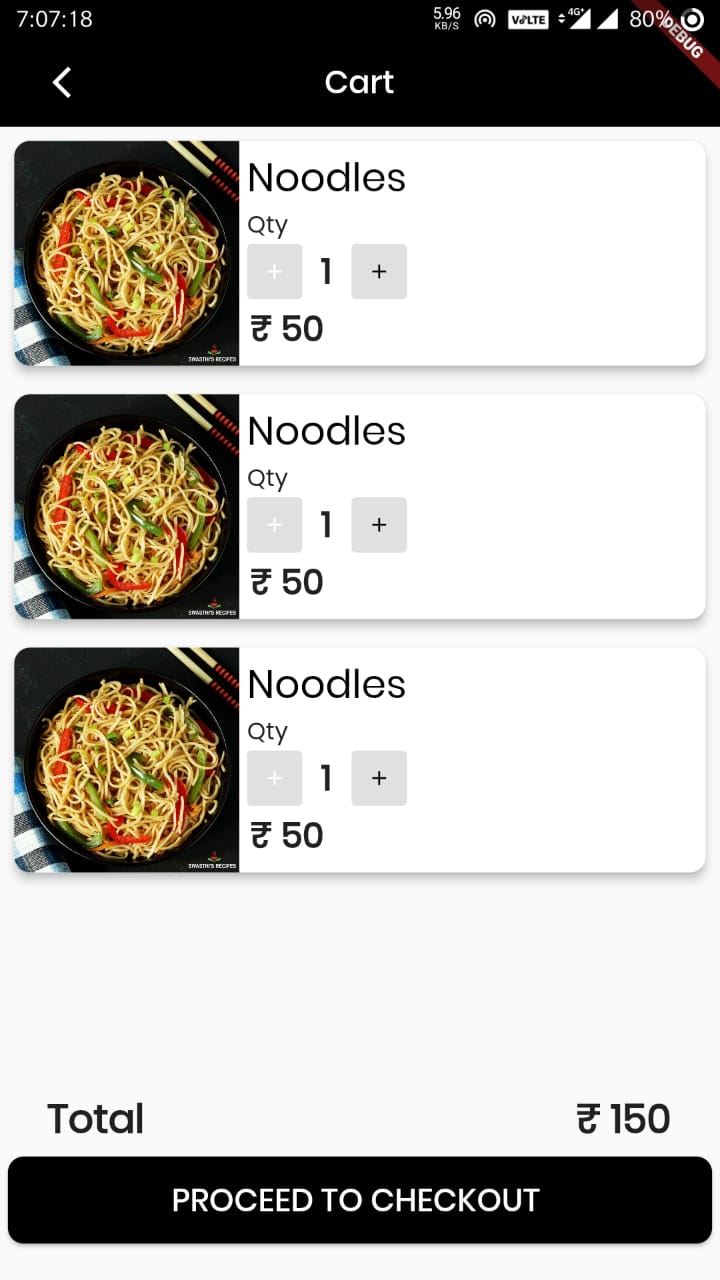 7:07:18 5.96 KB/S VoLTE 4G+ 80%
DEBUG
Cart
Noodles
Qty
+ 1 +
₹ 50
SWASTHI'S RECIPES
Noodles
Qty
+ 1 +
₹ 50
SWASTHI'S RECIPES
Noodles
Qty
+ 1 +
₹ 50
SWASTHI'S RECIPES
Total ₹ 150
PROCEED TO CHECKOUT